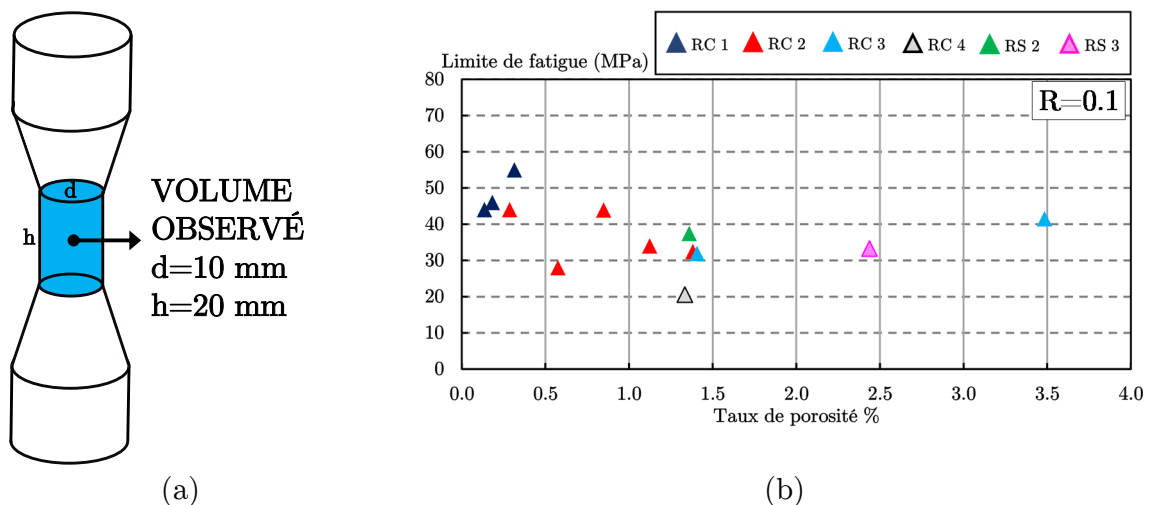 d
h
VOLUME
OBSERVÉ
d=10 mm
h=20 mm
(a)
RC 1 RC 2 RC 3 RC 4 RS 2 RS 3
Limite de fatigue (MPa)
R=0.1
80
70
60
50
40
30
20
10
0
0.0 0.5 1.0 1.5 2.0 2.5 3.0 3.5 4.0
Taux de porosité %
(b)